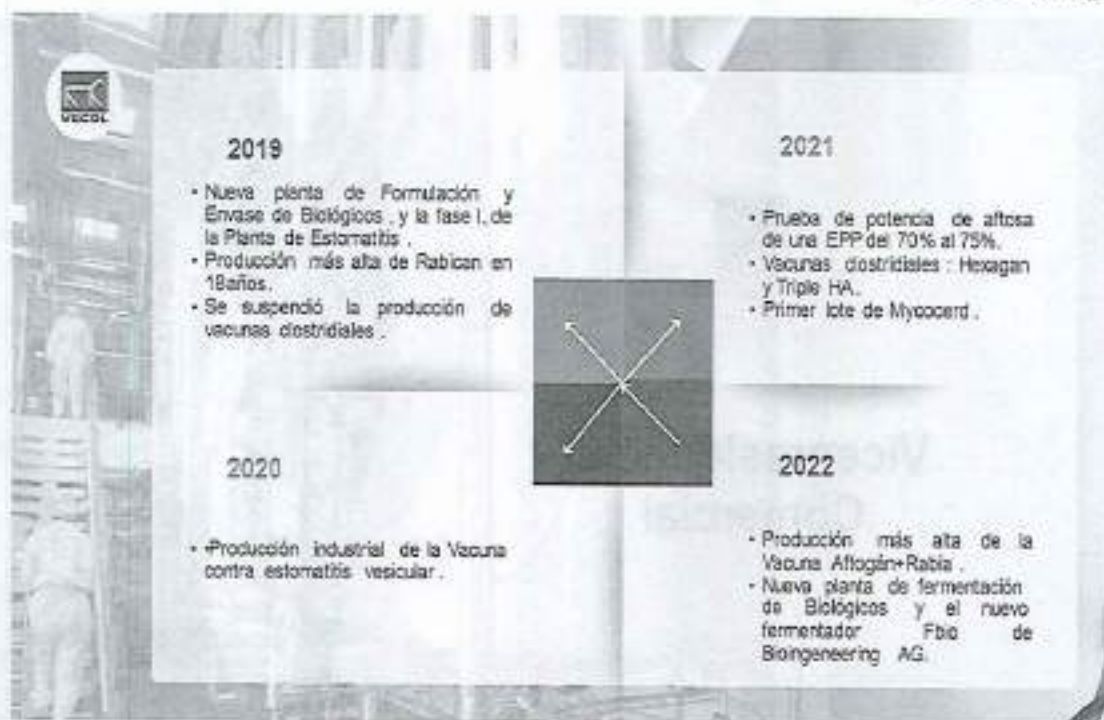 VECOL
2019
• Nueva planta de Formulación y
Envase de Biológicos , y la fase I, de
la Planta de Estomatitis .
• Producción más alta de Rabican en
18años.
• Se suspendió la producción de
vacunas clostridiales .
2020
• Producción industrial de la Vacuna
contra estomatitis vesicular .
2021
• Prueba de potencia de aftosa
de una EPP del 70% al 75%.
• Vacunas clostridiales : Hexagan
y Triple HA.
• Primer lote de Mycocerd .
2022
• Producción más alta de la
Vacuna Aftogán+Rabia .
• Nueva planta de fermentación
de Biológicos y el nuevo
fermentador Fbio de
Bioingeneering AG.